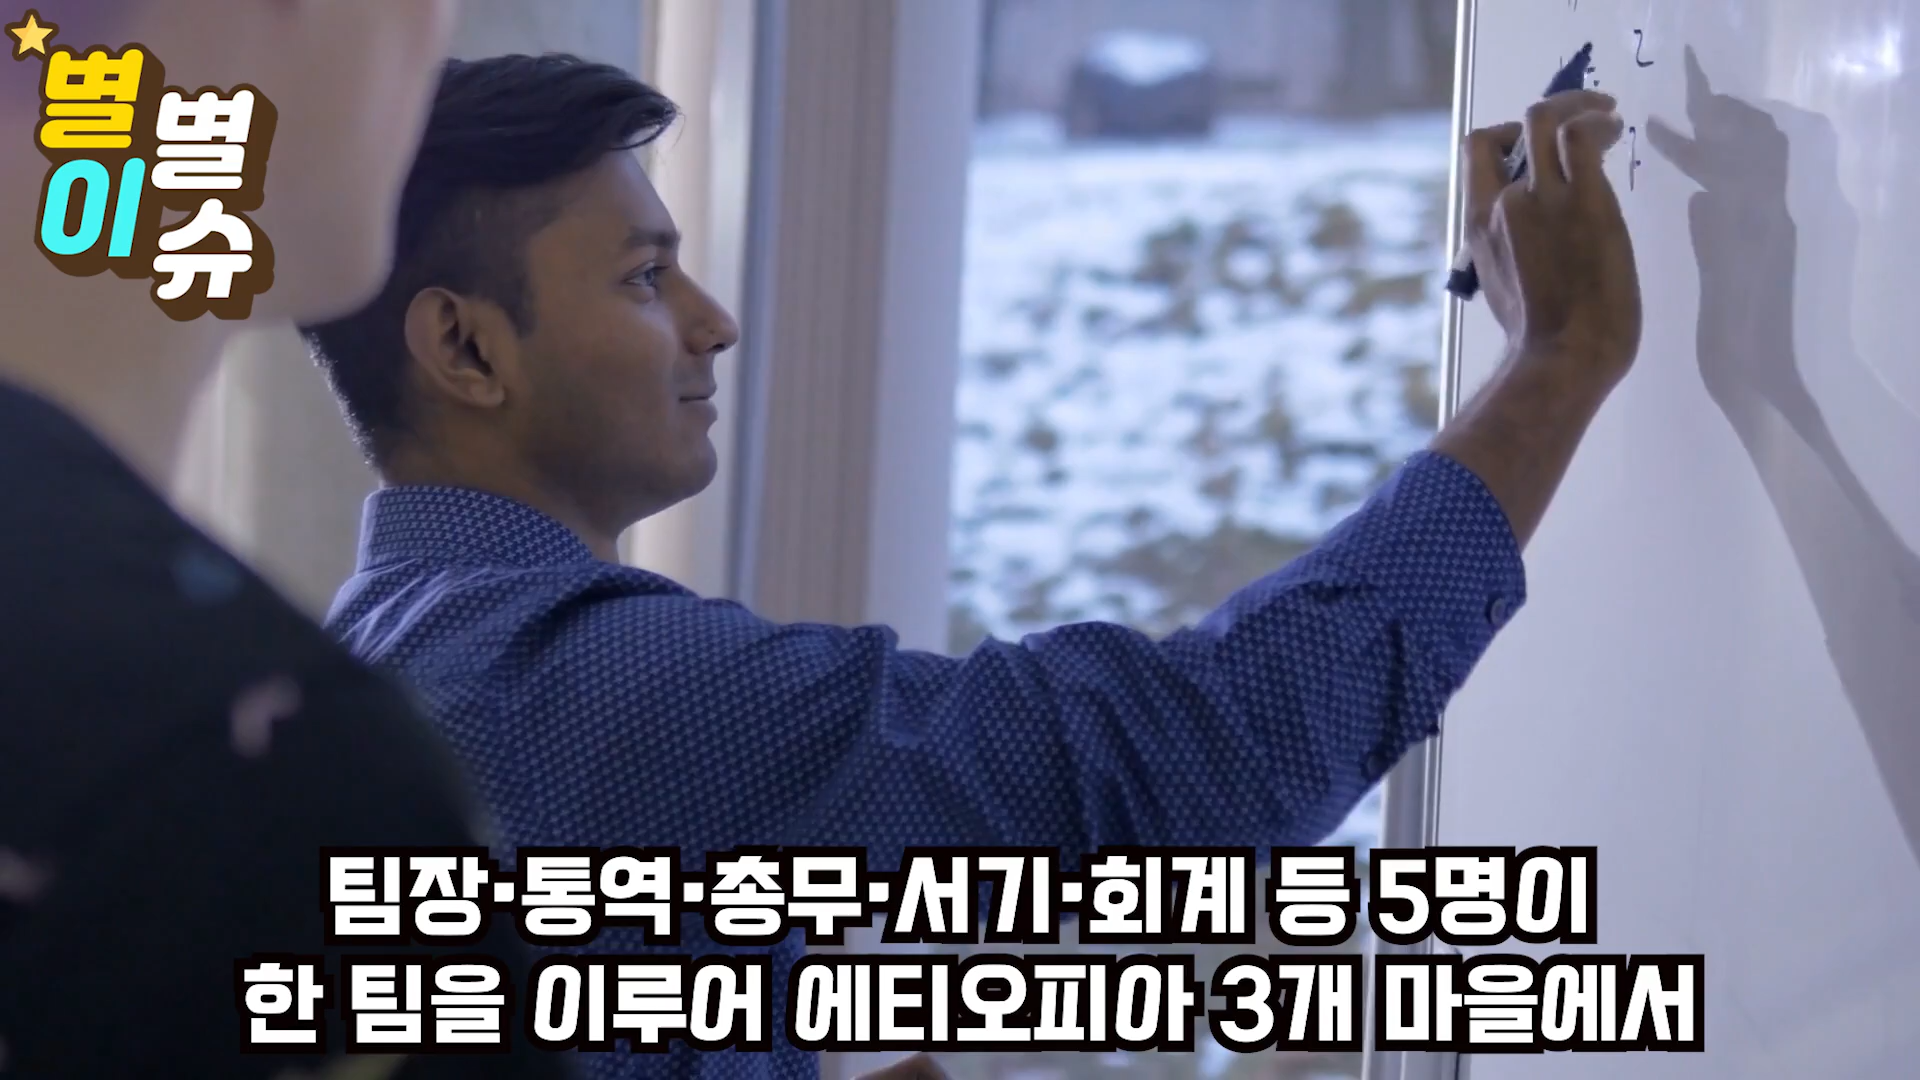 별별
이슈
팀장·통역·총무·서기·회계 등 5명이
한 팀을 이루어 에티오피아 3개 마을에서